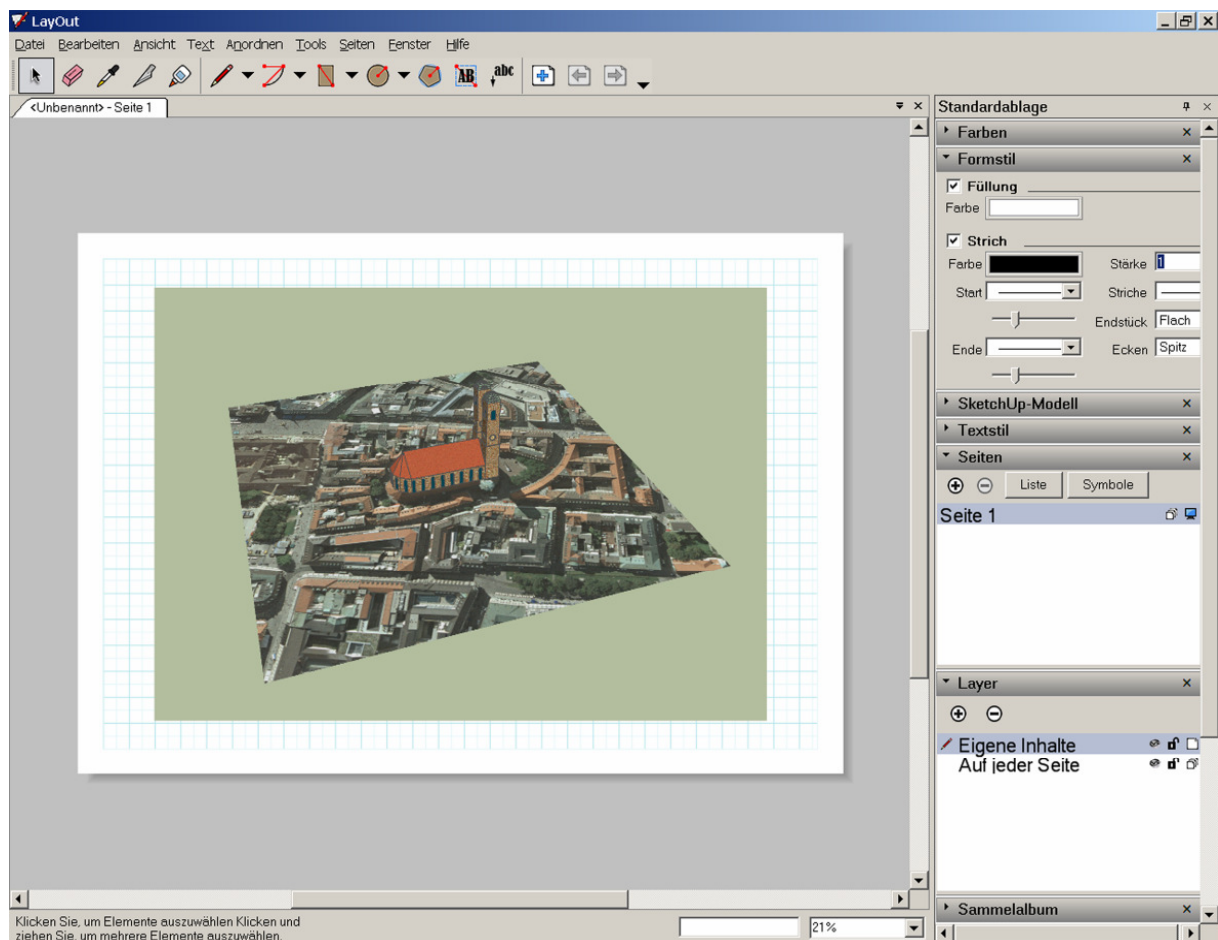 LayOut
Datei Bearbeiten Ansicht Text Anordnen Tools Seiten Fenster Hilfe
AB abc
<Unbenannt> - Seite 1
Standardablage
Farben
Formstil
Füllung
Farbe
Strich
Farbe Stärke 1
Start Striche
Endstück Flach
Ende Ecken Spitz
SketchUp-Modell
Textstil
Seiten
Liste Symbole
Seite 1
Layer
Eigene Inhalte
Auf jeder Seite
Sammelalbum
Klicken Sie, um Elemente auszuwählen Klicken und
ziehen Sie, um mehrere Elemente auszuwählen.
21%